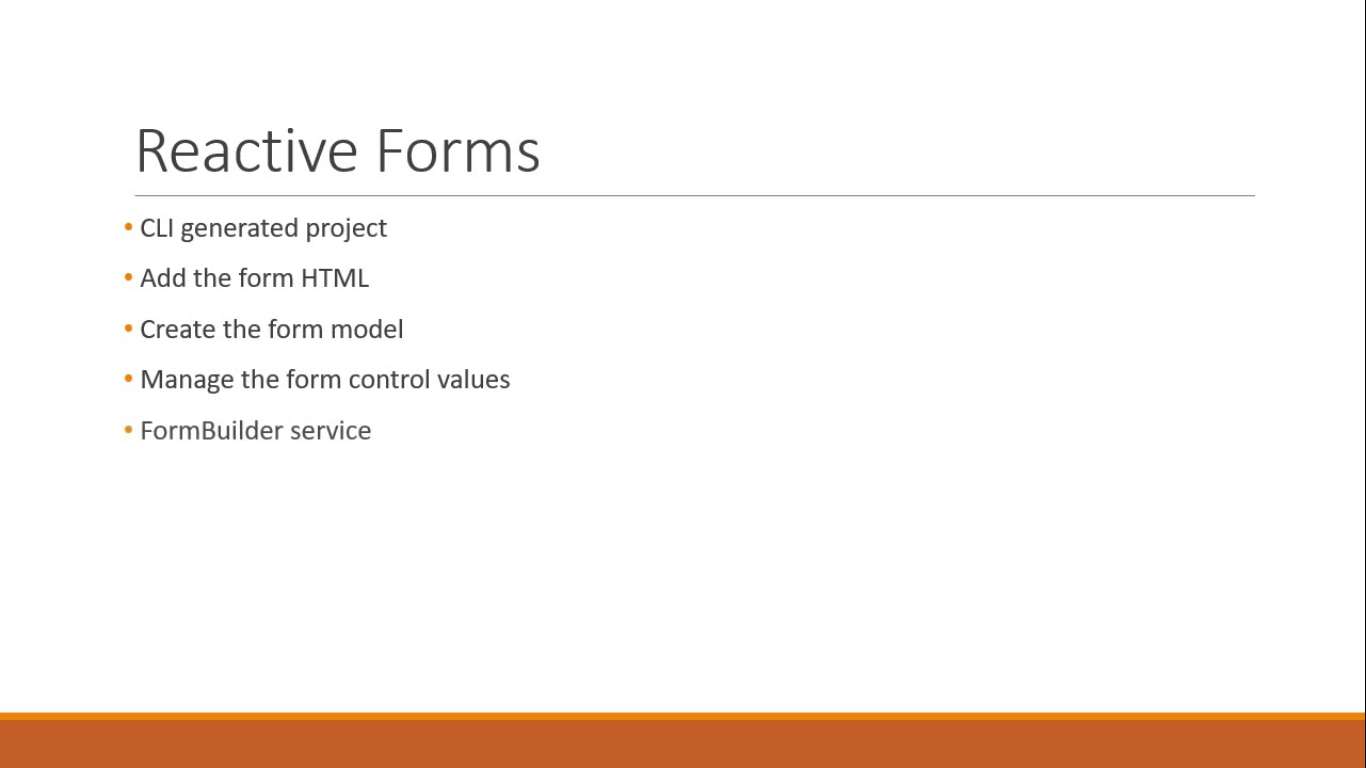 Reactive Forms
• CLI generated project
• Add the form HTML
• Create the form model
• Manage the form control values
• FormBuilder service